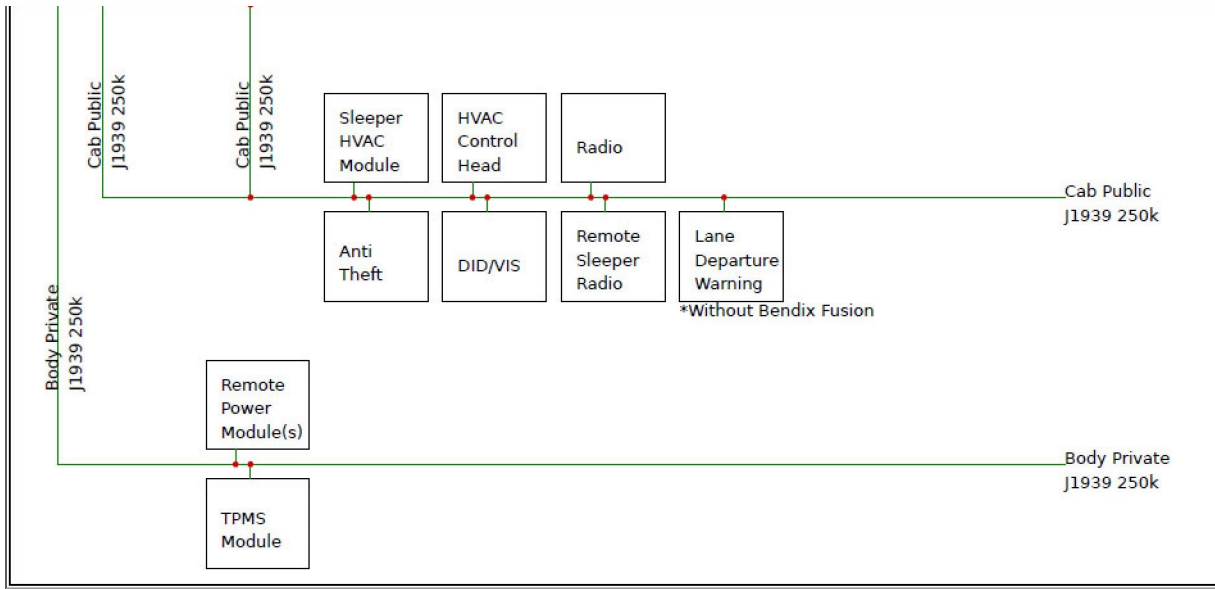 Cab Public
J1939 250k
Cab Public
J1939 250k
Sleeper
HVAC
Module
HVAC
Control
Head
Radio
Cab Public
J1939 250k
Anti
Theft
DID/VIS
Remote
Sleeper
Radio
Lane
Departure
Warning
*Without Bendix Fusion
Body Private
J1939 250k
Remote
Power
Module(s)
Body Private
J1939 250k
TPMS
Module